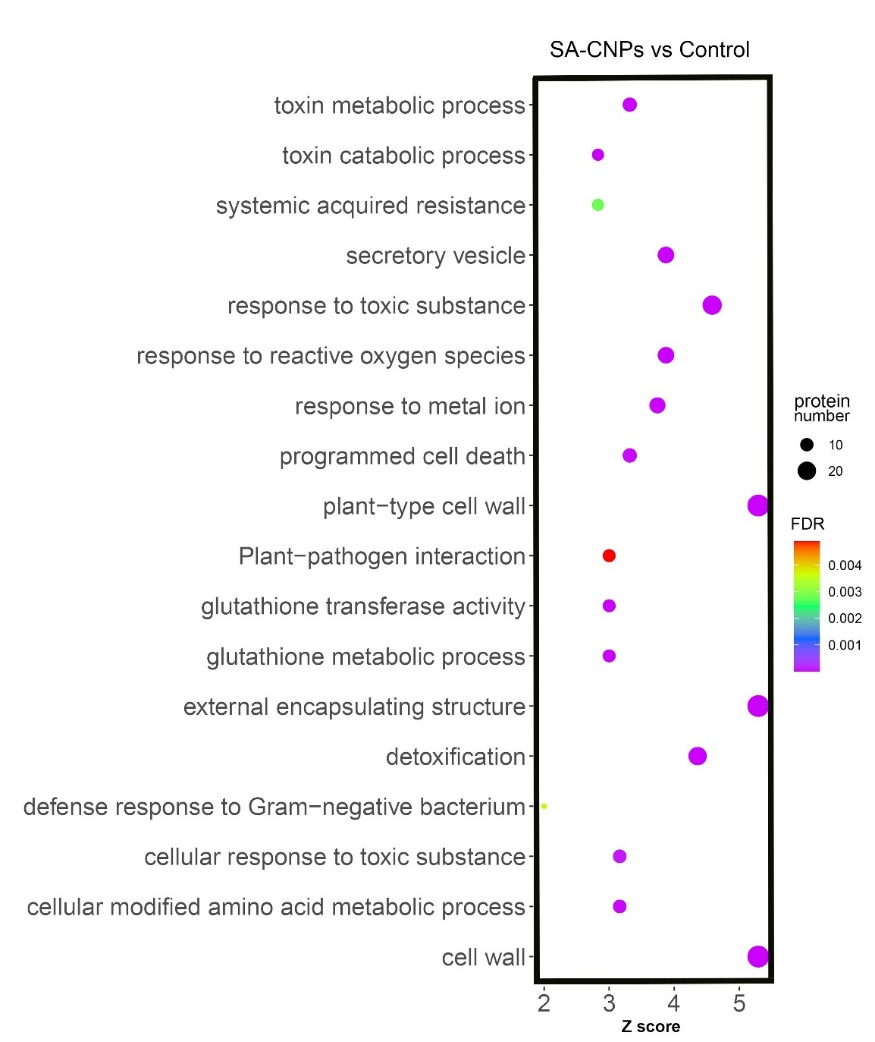 SA-CNPs vs Control
toxin metabolic process
toxin catabolic process
systemic acquired resistance
secretory vesicle
response to toxic substance
response to reactive oxygen species
response to metal ion
programmed cell death
plant−type cell wall
Plant−pathogen interaction
glutathione transferase activity
glutathione metabolic process
external encapsulating structure
detoxification
defense response to Gram−negative bacterium
cellular response to toxic substance
cellular modified amino acid metabolic process
cell wall
2 3 4 5
Z score
protein
number
10
20
FDR
0.004
0.003
0.002
0.001